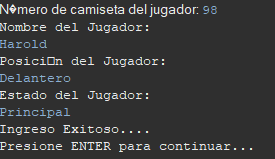 N�mero de camiseta del jugador: 98
Nombre del Jugador:
Harold
Posici□n del Jugador:
Delantero
Estado del Jugador:
Principal
Ingreso Exitoso....
Presione ENTER para continuar...